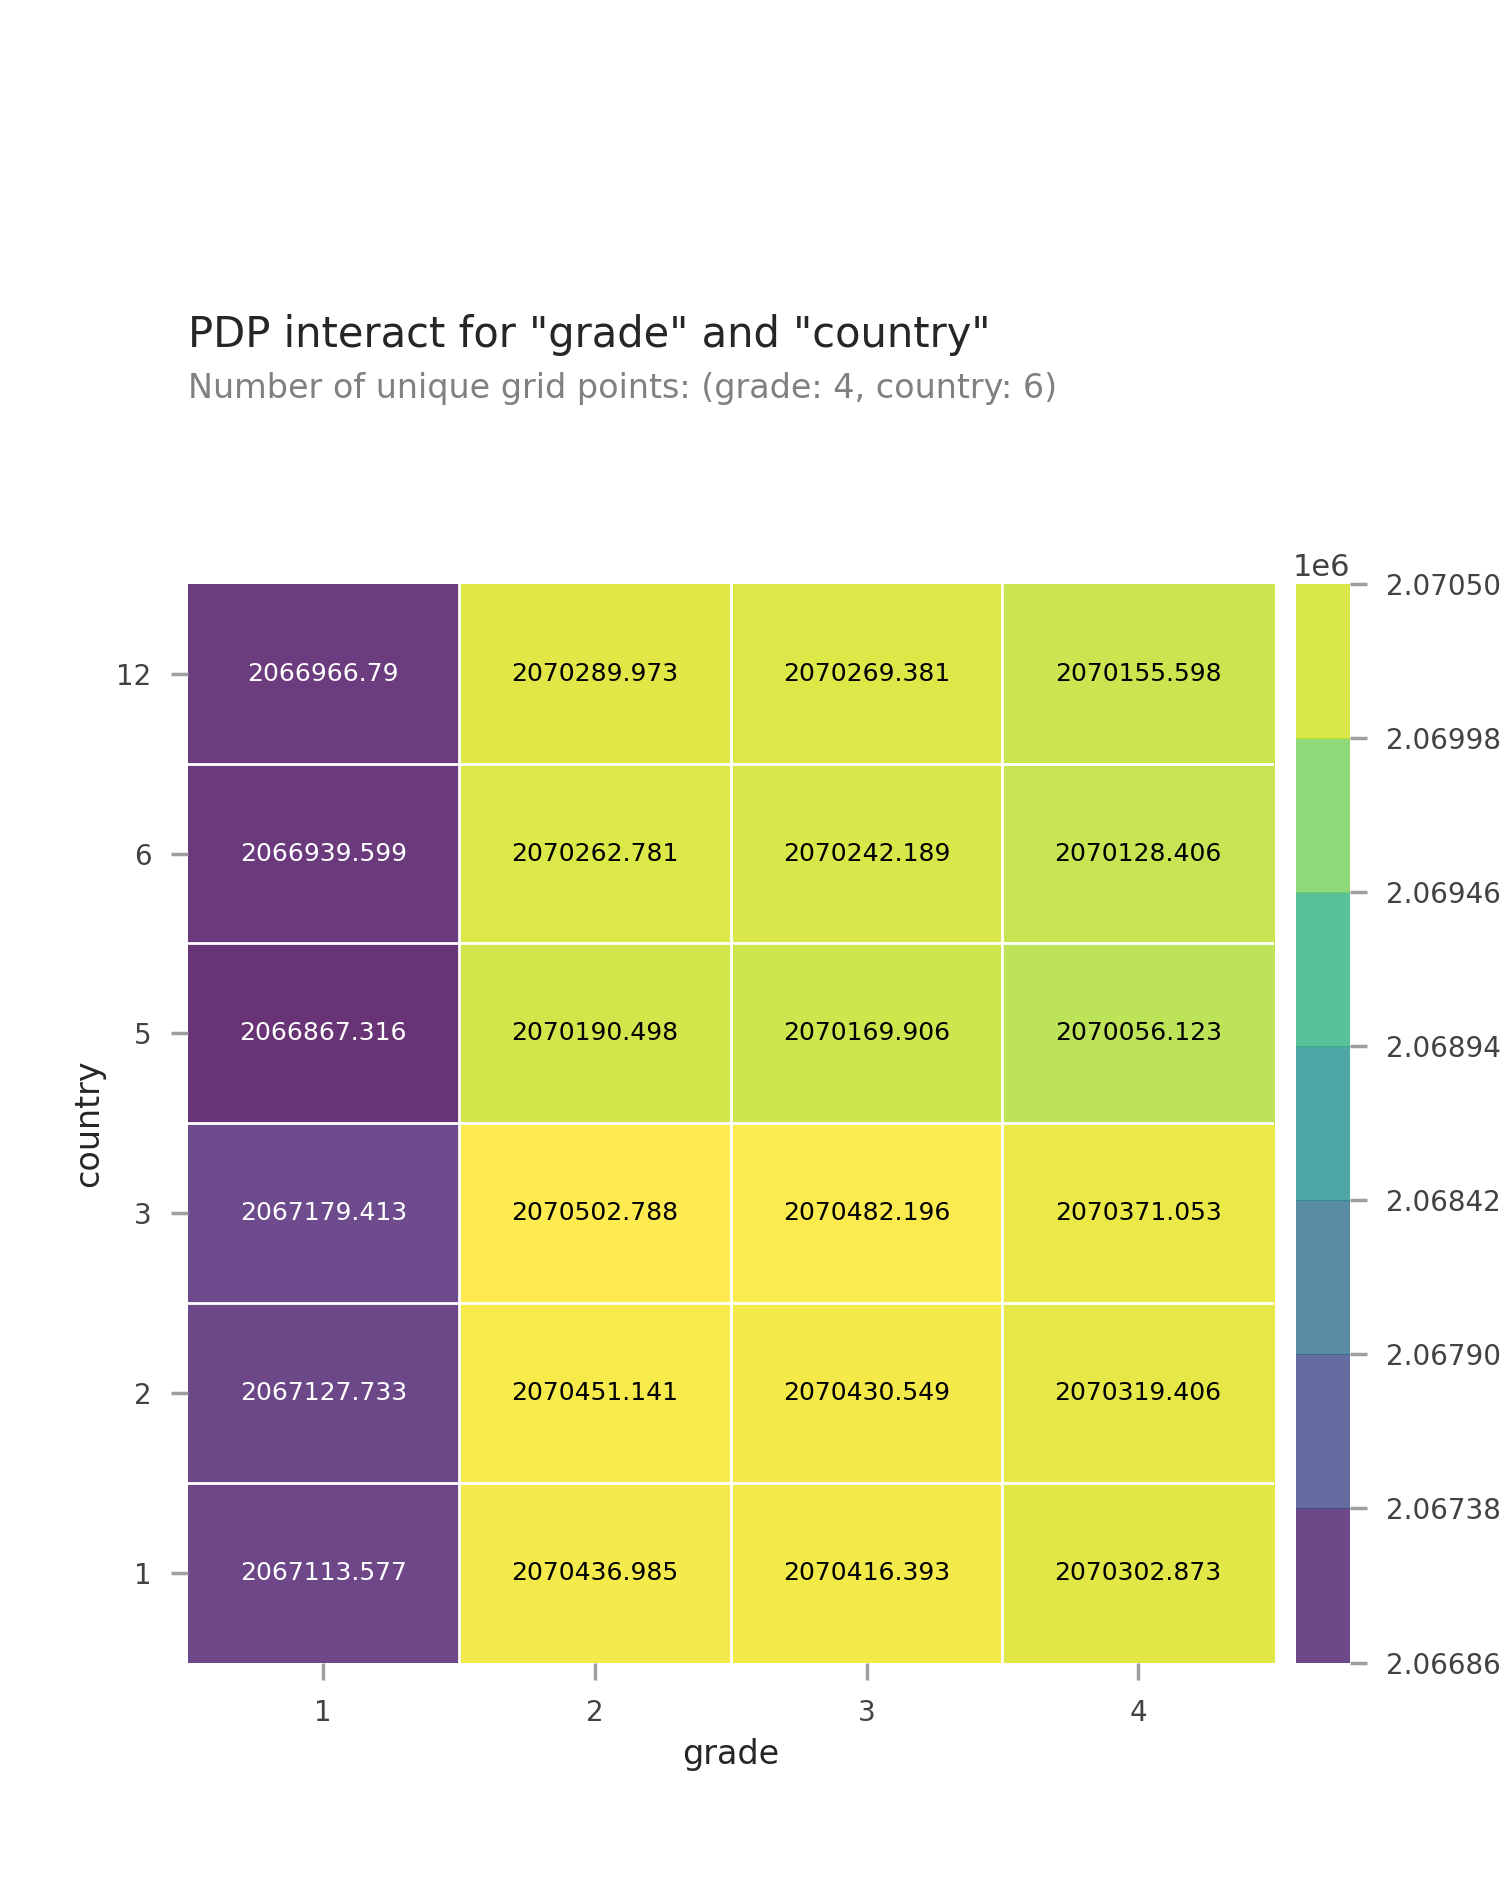 PDP interact for "grade" and "country"
Number of unique grid points: (grade: 4, country: 6)
1e6
2.07050
12 2066966.79 2070289.973 2070269.381 2070155.598
2.06998
6 2066939.599 2070262.781 2070242.189 2070128.406
2.06946
5 2066867.316 2070190.498 2070169.906 2070056.123
2.06894
country
3 2067179.413 2070502.788 2070482.196 2070371.053
2.06842
2.06790
2 2067127.733 2070451.141 2070430.549 2070319.406
2.06738
1 2067113.577 2070436.985 2070416.393 2070302.873
2.06686
1 2 3 4
grade